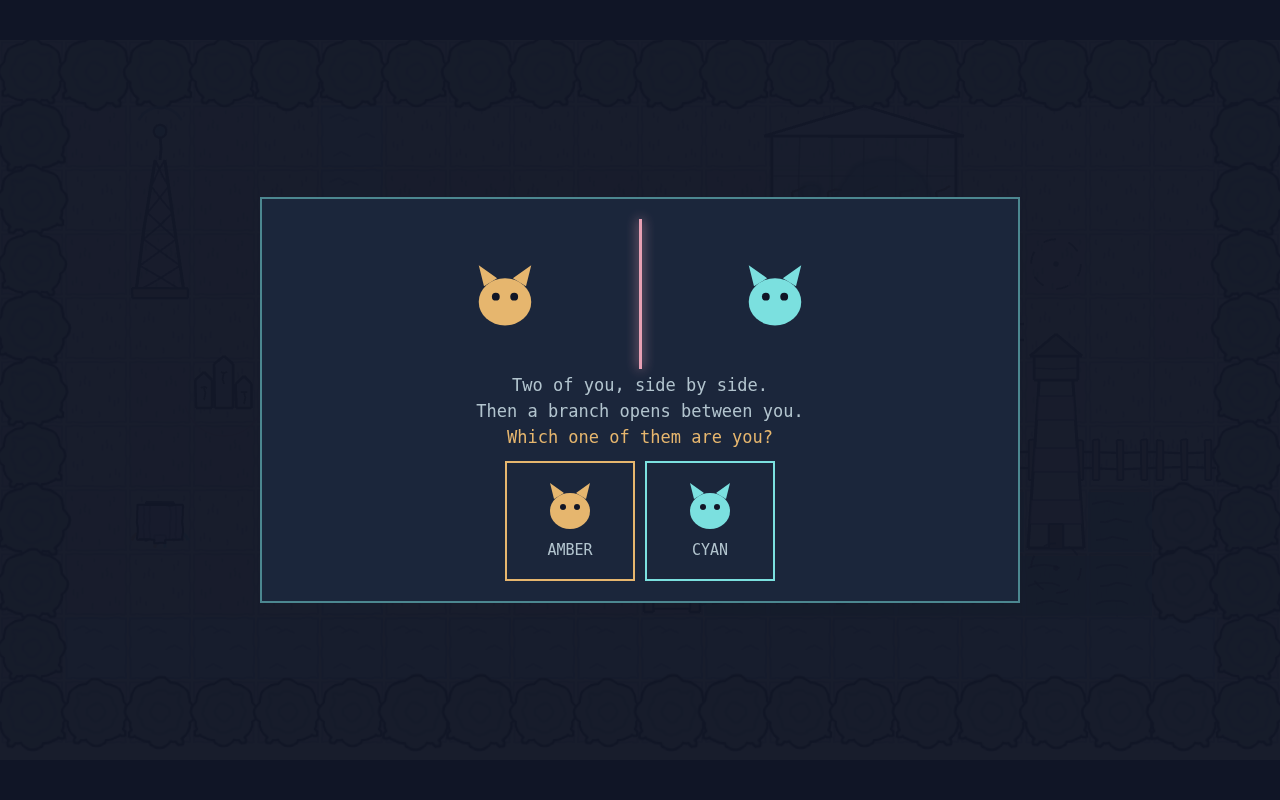 Two of you, side by side.
Then a branch opens between you.
Which one of them are you?
AMBER
CYAN